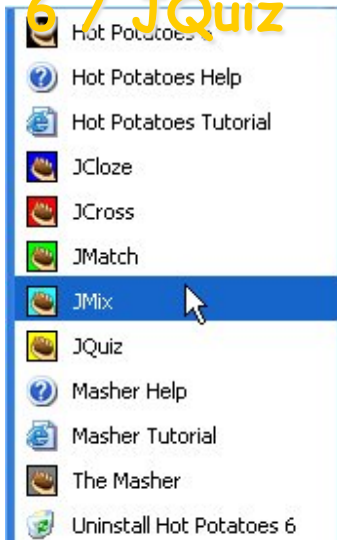 6 / JQuiz
Hot Potatoes 6
Hot Potatoes Help
Hot Potatoes Tutorial
JCloze
JCross
JMatch
JMix
JQuiz
Masher Help
Masher Tutorial
The Masher
Uninstall Hot Potatoes 6